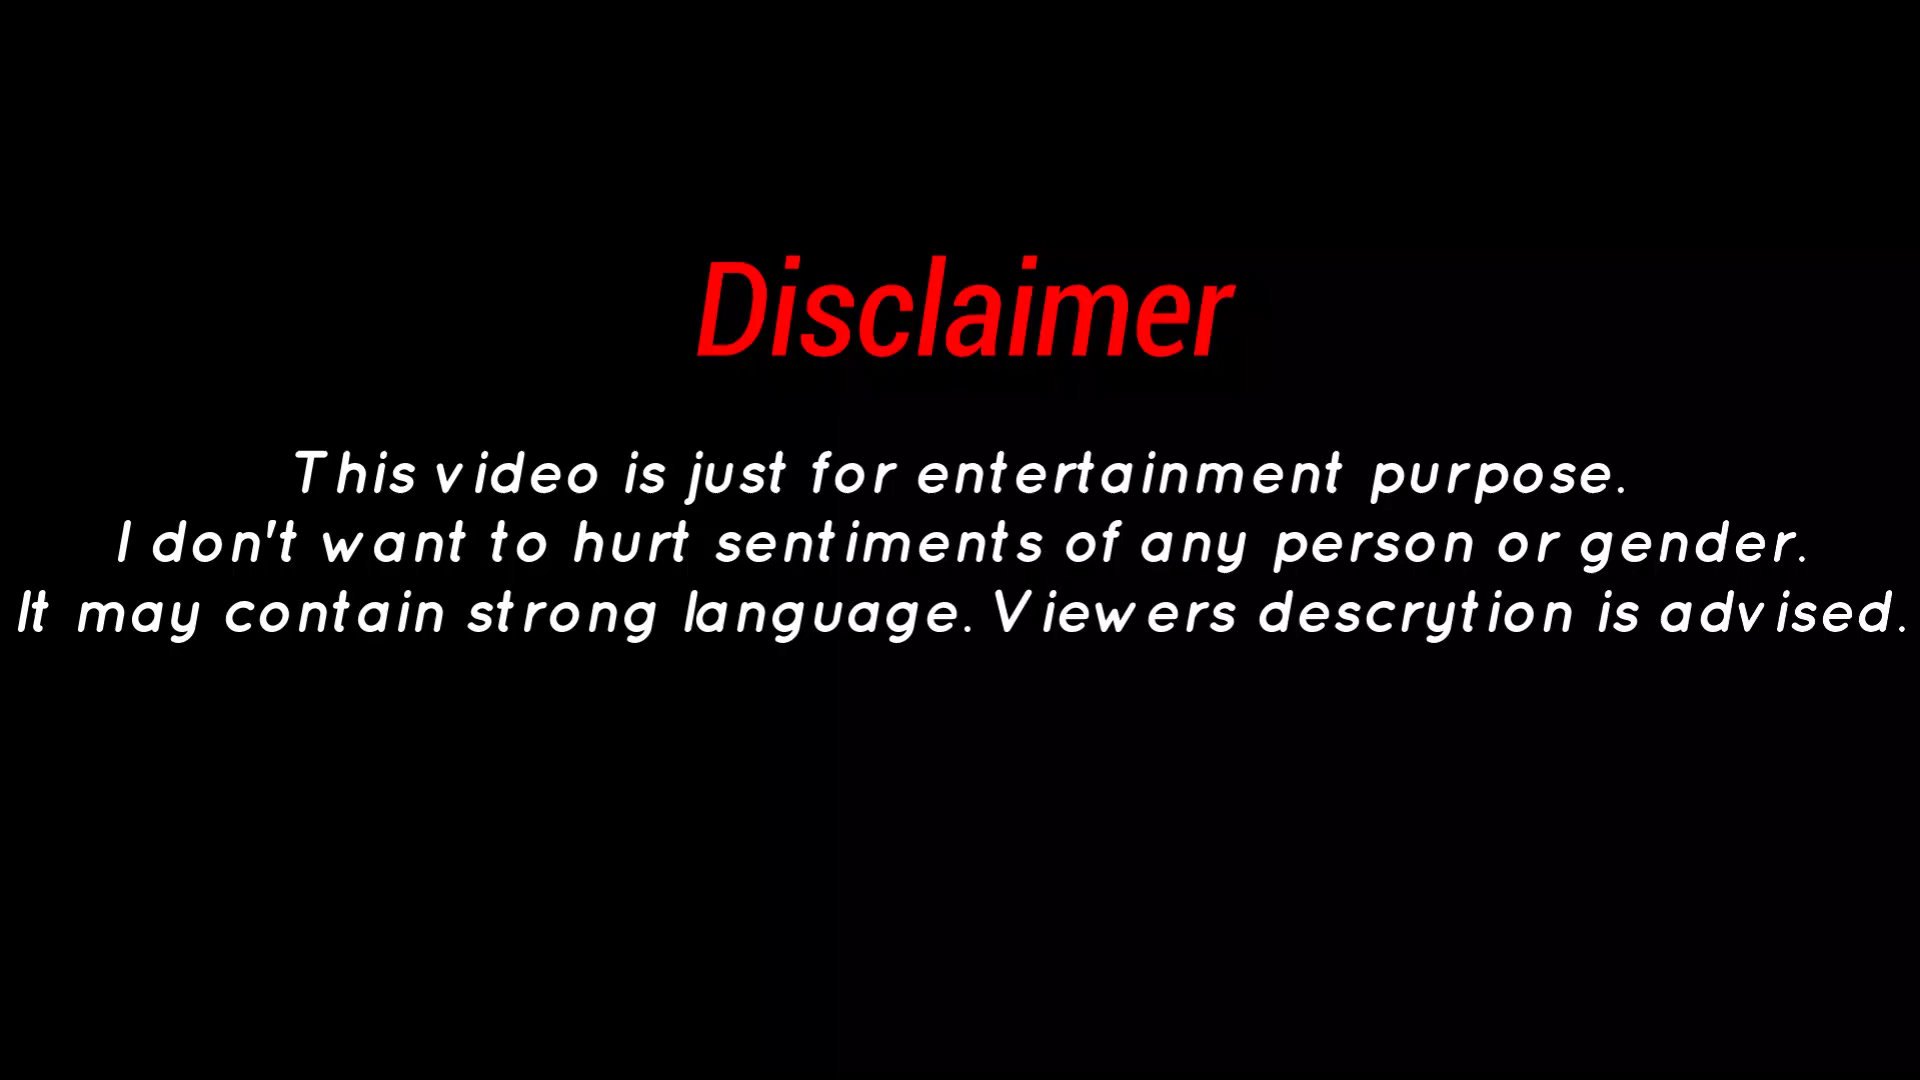 Disclaimer
This video is just for entertainment purpose.
I don't want to hurt sentiments of any person or gender.
It may contain strong language. Viewers descrytion is advised.